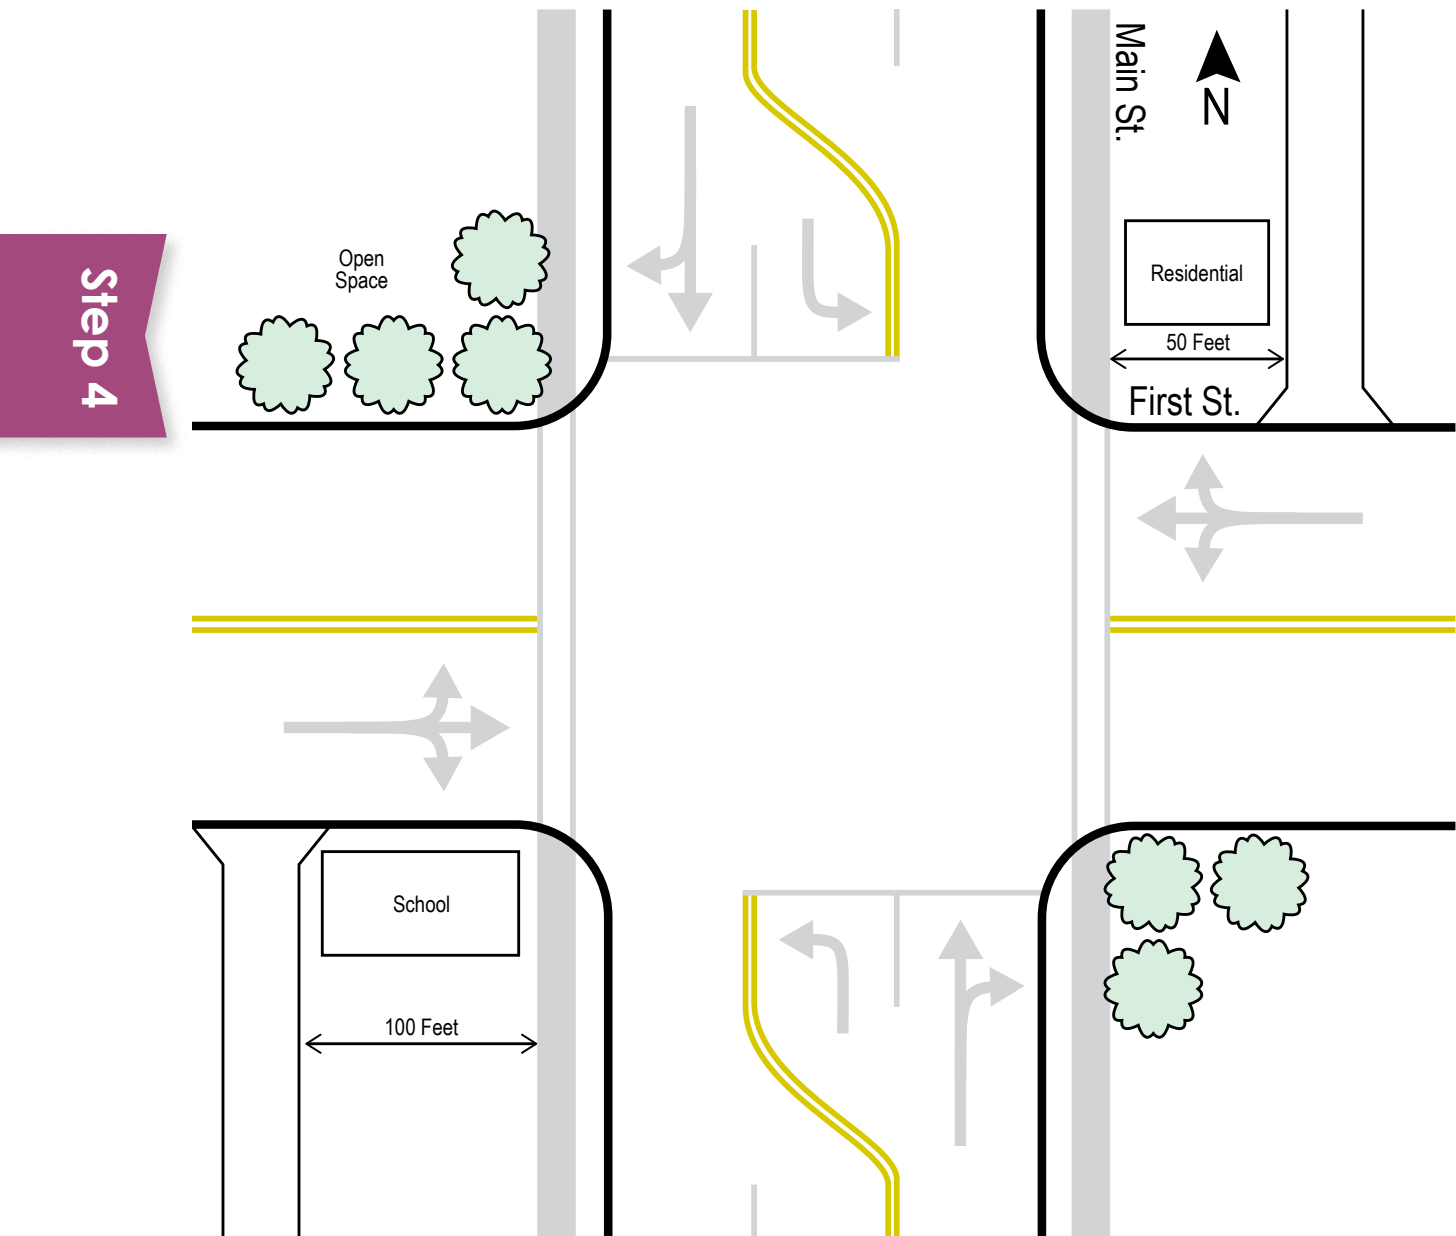 Step 4
Main St.
N
Open
Space
Residential
50 Feet
First St.
School
100 Feet